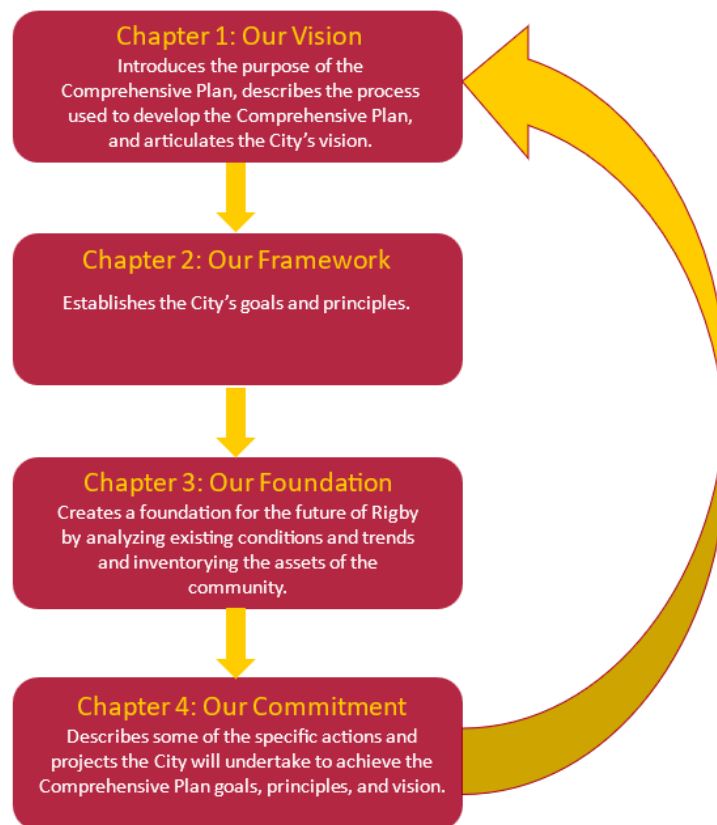 Chapter 1: Our Vision
Introduces the purpose of the
Comprehensive Plan, describes the process
used to develop the Comprehensive Plan,
and articulates the City's vision.
Chapter 2: Our Framework
Establishes the City's goals and principles.
Chapter 3: Our Foundation
Creates a foundation for the future of Rigby
by analyzing existing conditions and trends
and inventorying the assets of the
community.
Chapter 4: Our Commitment
Describes some of the specific actions and
projects the City will undertake to achieve the
Comprehensive Plan goals, principles, and vision.